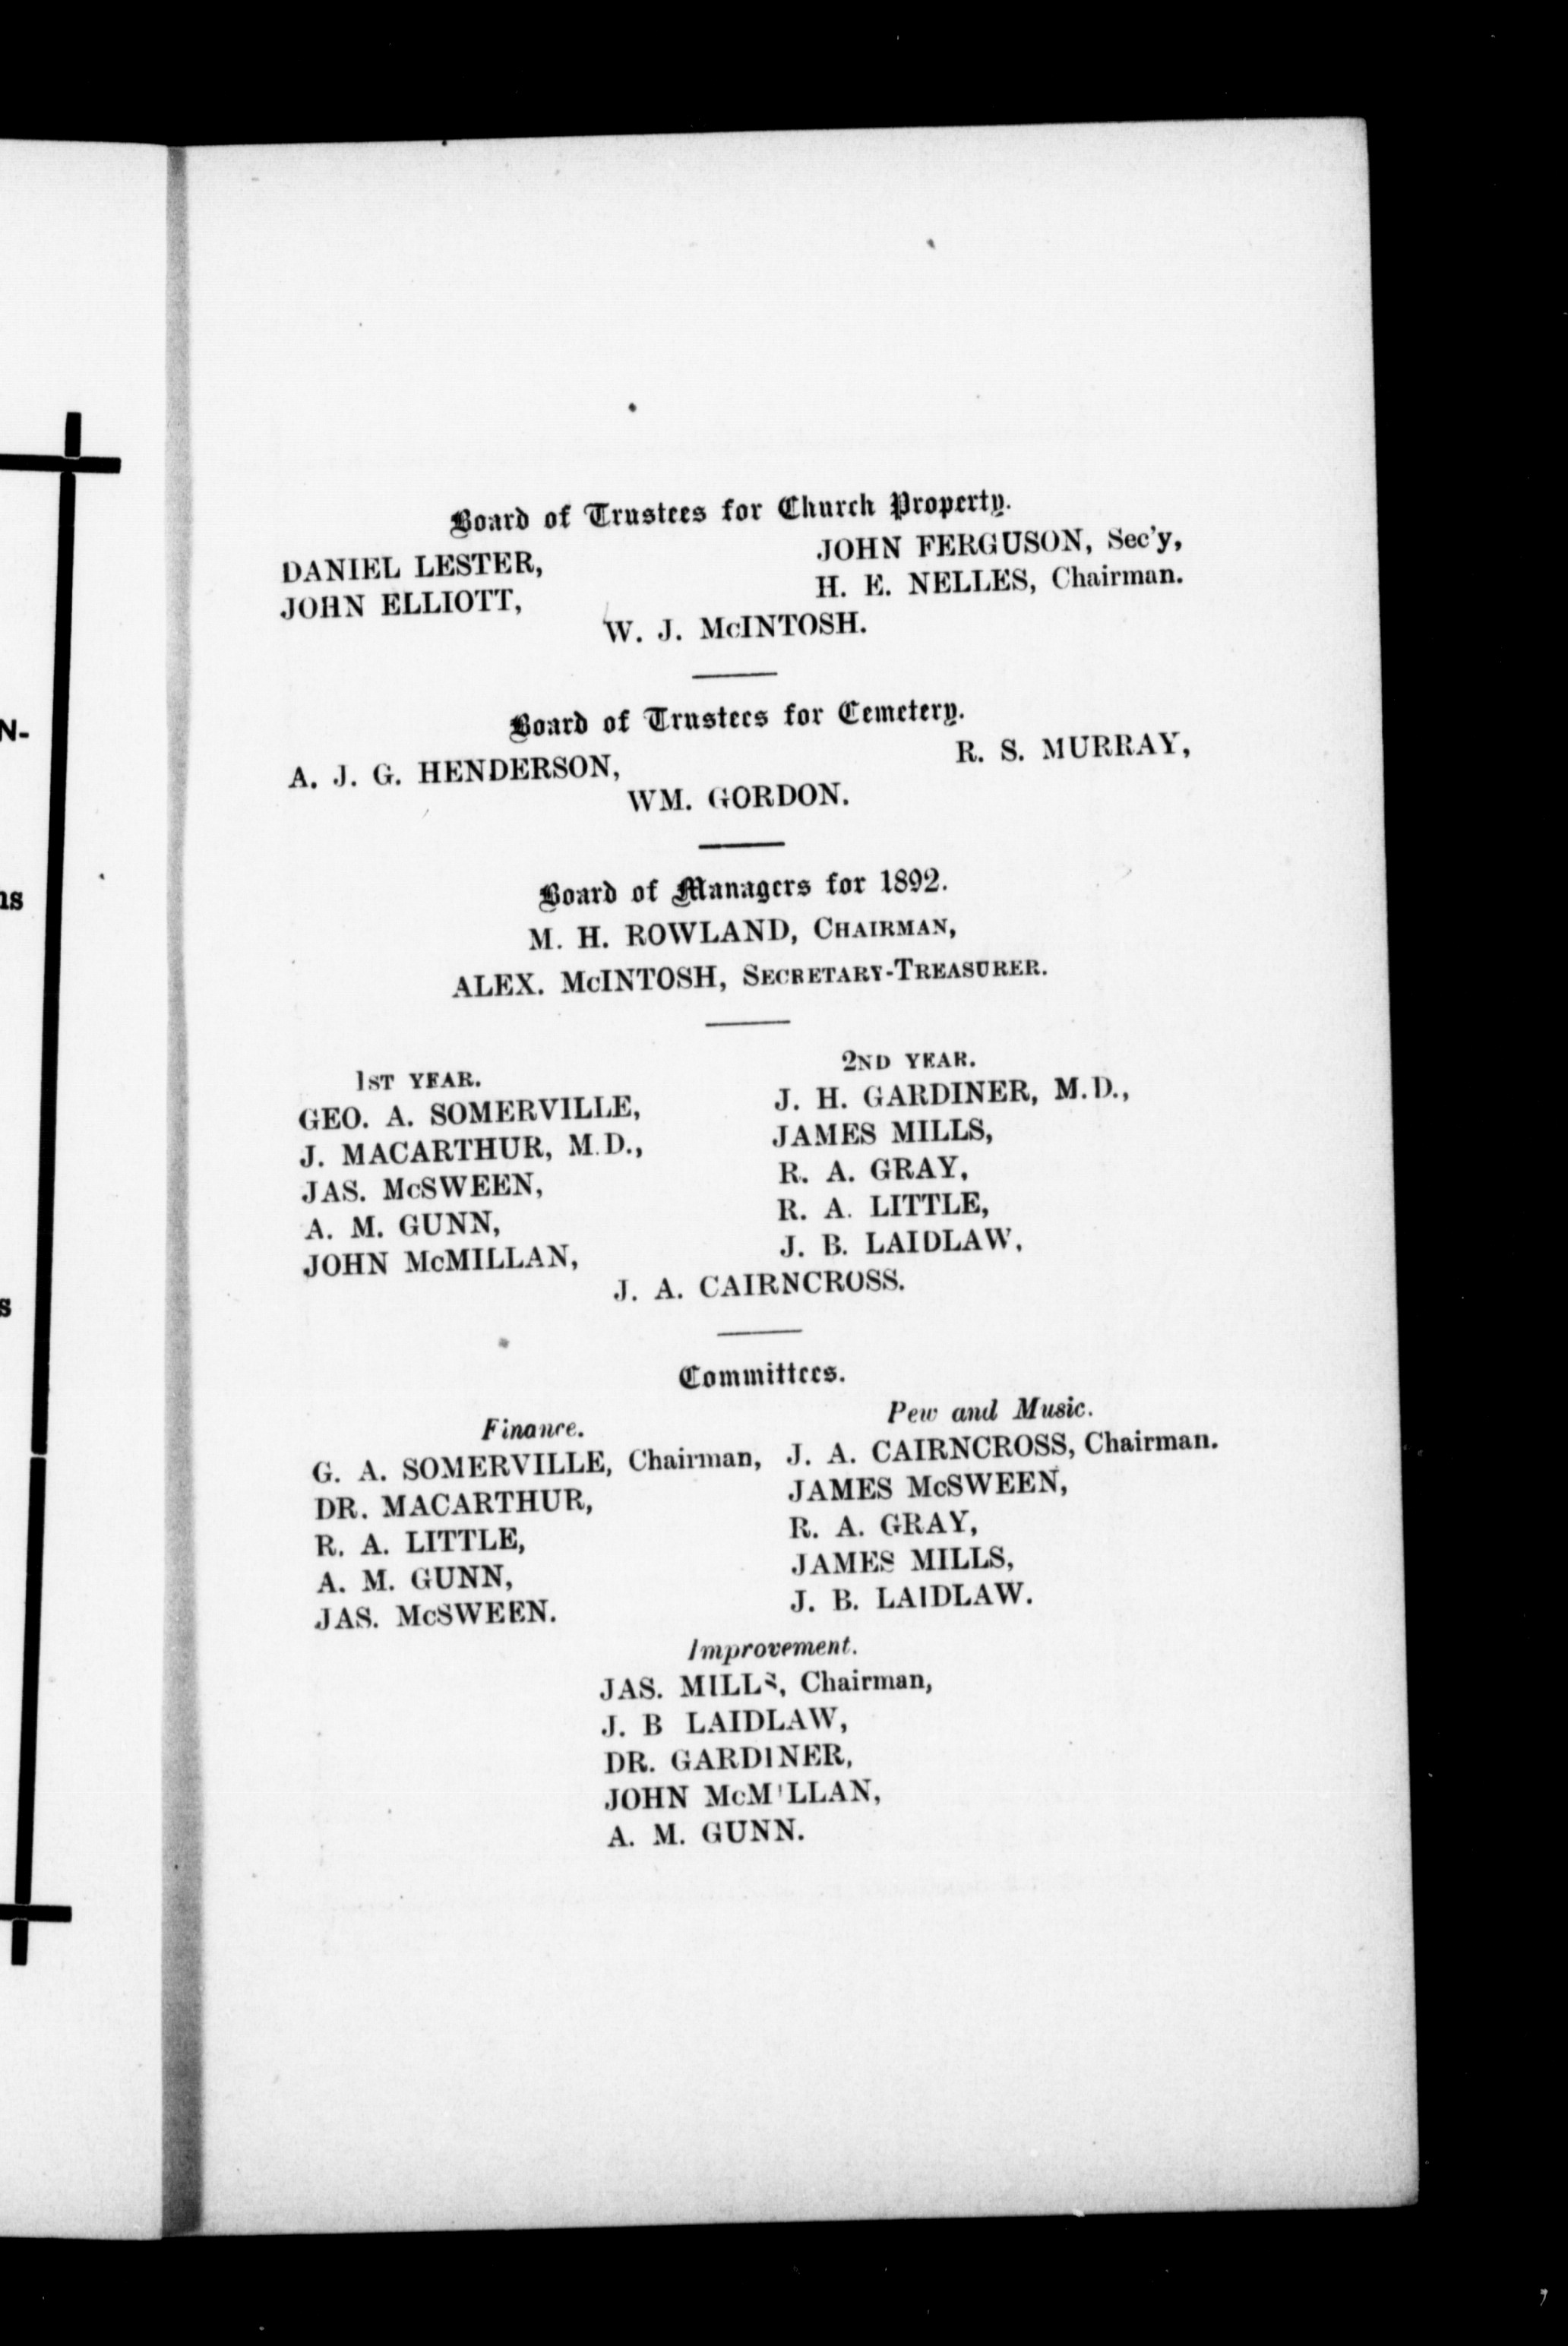 N-
s
Board of Trustees for Church Property.
DANIEL LESTER,
JOHN ELLIOTT,
JOHN FERGUSON, Sec'y,
H. E. NELLES, Chairman.
W. J. McINTOSH.
Board of Trustees for Cemetery.
A. J. G. HENDERSON,
R. S. MURRAY,
WM. GORDON.
Board of Managers for 1892.
M. H. ROWLAND, CHAIRMAN,
ALEX. McINTOSH, SECRETARY-TREASURER.
1ST YEAR.
GEO. A. SOMERVILLE,
J. MACARTHUR, M.D.,
JAS. McSWEEN,
A. M. GUNN,
JOHN McMILLAN,
2ND YEAR.
J. H. GARDINER, M.D.,
JAMES MILLS,
R. A. GRAY,
R. A. LITTLE,
J. B. LAIDLAW,
J. A. CAIRNCROSS.
Committees.
Finance.
G. A. SOMERVILLE, Chairman,
DR. MACARTHUR,
R. A. LITTLE,
A. M. GUNN,
JAS. McSWEEN.
Pew and Music.
J. A. CAIRNCROSS, Chairman.
JAMES McSWEEN,
R. A. GRAY,
JAMES MILLS,
J. B. LAIDLAW.
Improvement.
JAS. MILLS, Chairman,
J. B LAIDLAW,
DR. GARDINER,
JOHN McMILLAN,
A. M. GUNN.